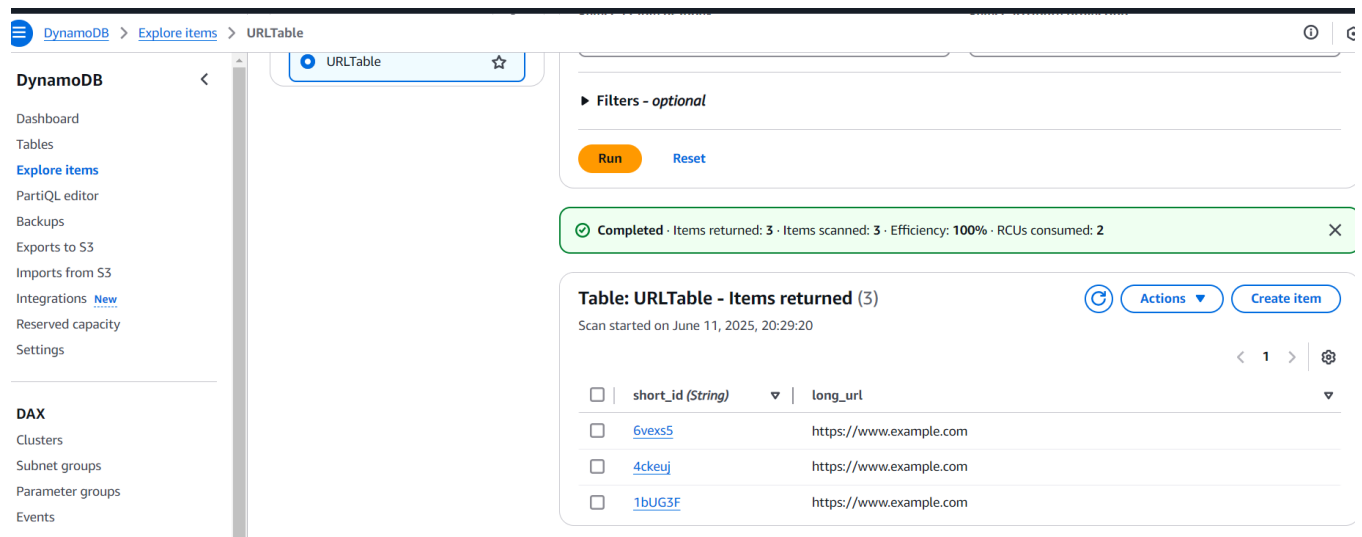 DynamoDB > Explore items > URLTable
DynamoDB
Dashboard
Tables
Explore items
PartiQL editor
Backups
Exports to S3
Imports from S3
Integrations New
Reserved capacity
Settings
DAX
Clusters
Subnet groups
Parameter groups
Events
URLTable
Filters - optional
Run Reset
Completed · Items returned: 3 · Items scanned: 3 · Efficiency: 100% · RCUs consumed: 2
Table: URLTable - Items returned (3)
Actions Create item
Scan started on June 11, 2025, 20:29:20
1
short_id (String) long_url
6vexs5 https://www.example.com
4ckeuj https://www.example.com
1bUG3F https://www.example.com